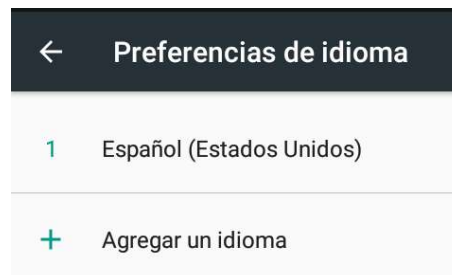 Preferencias de idioma
1 Español (Estados Unidos)
+ Agregar un idioma